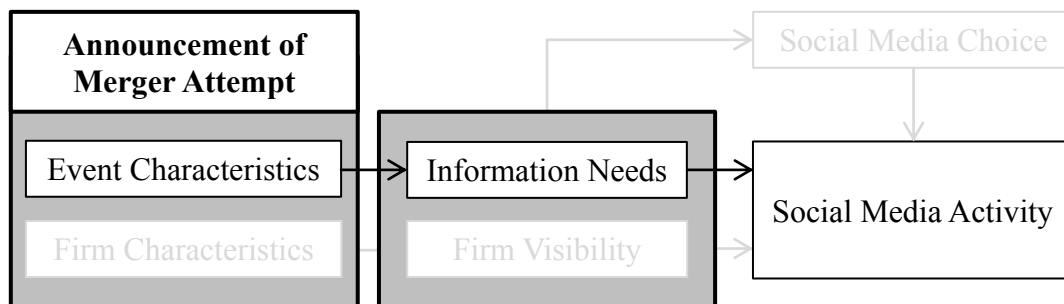 Announcement of
Merger Attempt
Social Media Choice
Event Characteristics
Information Needs
Social Media Activity
Firm Characteristics
Firm Visibility